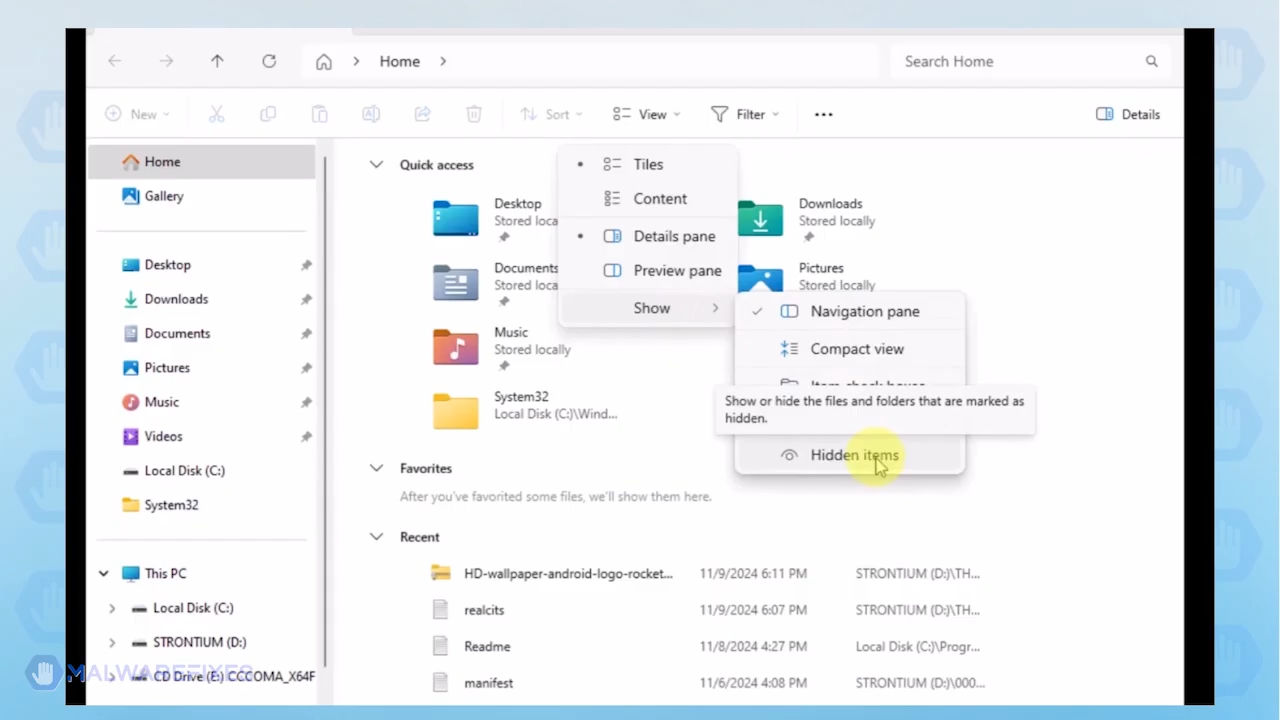 Home
Search Home
New
Sort
View
Filter
Details
Home
Gallery
Desktop
Downloads
Documents
Pictures
Music
Videos
Local Disk (C:)
System32
This PC
Local Disk (C:)
STRONTIUM (D:)
CD Drive (E:) CCCOMA_X64F
MALWAREFIXES
Quick access
Desktop
Stored loca
Downloads
Stored locally
Documents
Stored loca
Pictures
Stored locally
Music
Stored locally
System32
Local Disk (C:)\Wind...
Tiles
Content
Details pane
Preview pane
Show
Navigation pane
Compact view
Item check boxes
Show or hide the files and folders that are marked as
hidden.
Hidden items
Favorites
After you've favorited some files, we'll show them here.
Recent
HD-wallpaper-android-logo-rocket... 11/9/2024 6:11 PM STRONTIUM (D:)\TH...
realcits 11/9/2024 6:07 PM STRONTIUM (D:)\TH...
Readme 11/8/2024 4:27 PM Local Disk (C:)\Progr...
manifest 11/6/2024 4:08 PM STRONTIUM (D:)\000...